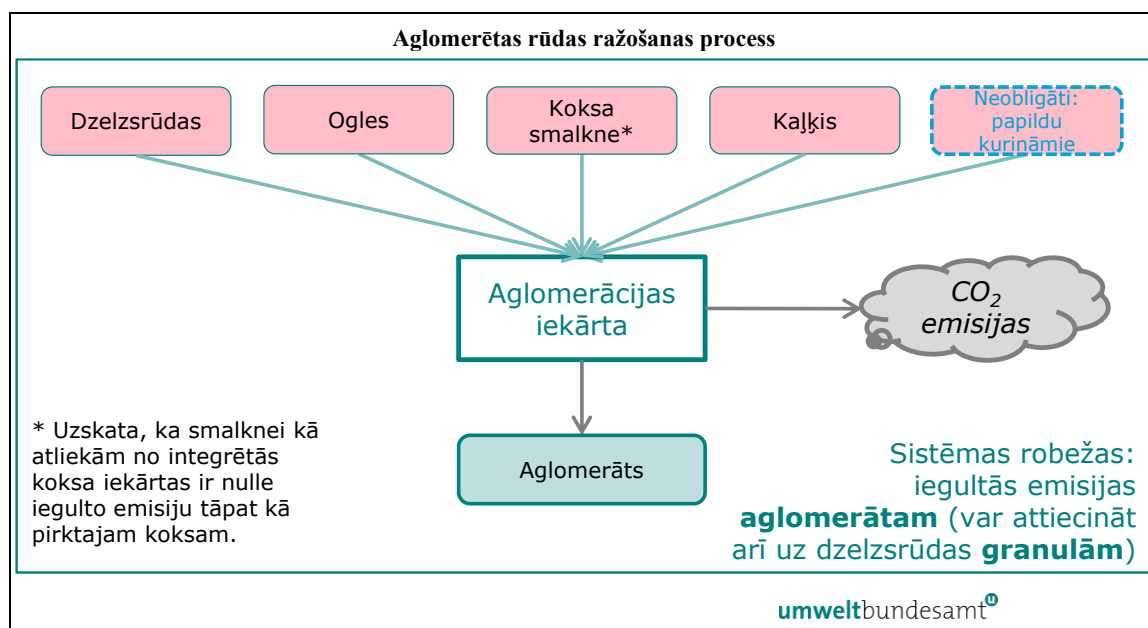 Aglomerētas rūdas ražošanas process
Dzelzsrūdas
Ogles
Koksa
smalkne*
Kaļķis
Neobligāti:
papildu
kurināmie
Aglomerācijas
iekārta
CO₂
emisijas
Aglomerāts
* Uzskata, ka smalknei kā
atliekām no integrētās
koksa iekārtas ir nulle
iegulto emisiju tāpat kā
pirktajam koksam.
Sistēmas robežas:
iegultās emisijas
aglomerātam (var attiecināt
arī uz dzelzsrūdas granulām)
umweltbundesamt